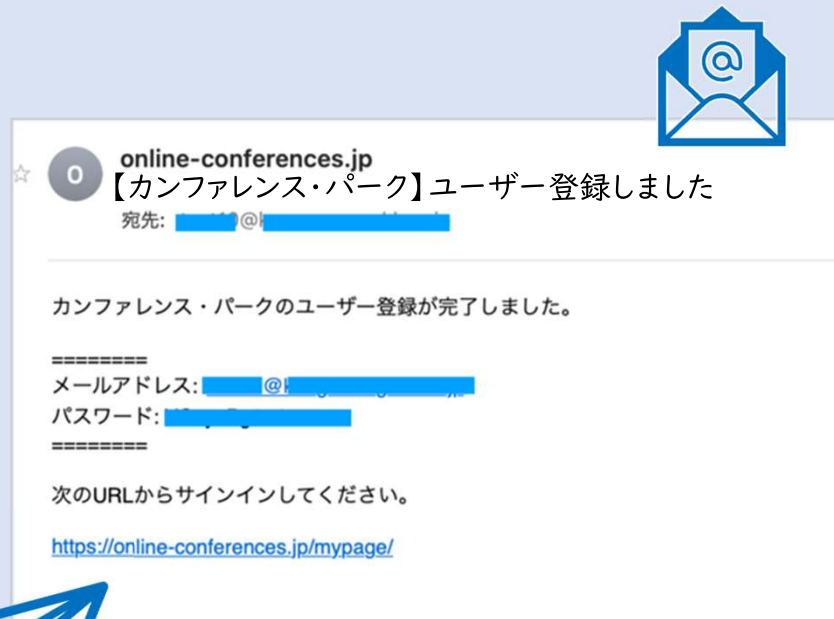 @
O
online-conferences.jp
【カンファレンス・パーク】ユーザー登録しました
宛先: @
カンファレンス・パークのユーザー登録が完了しました。
========
メールアドレス: @
パスワード:
========
次のURLからサインインしてください。
https://online-conferences.jp/mypage/